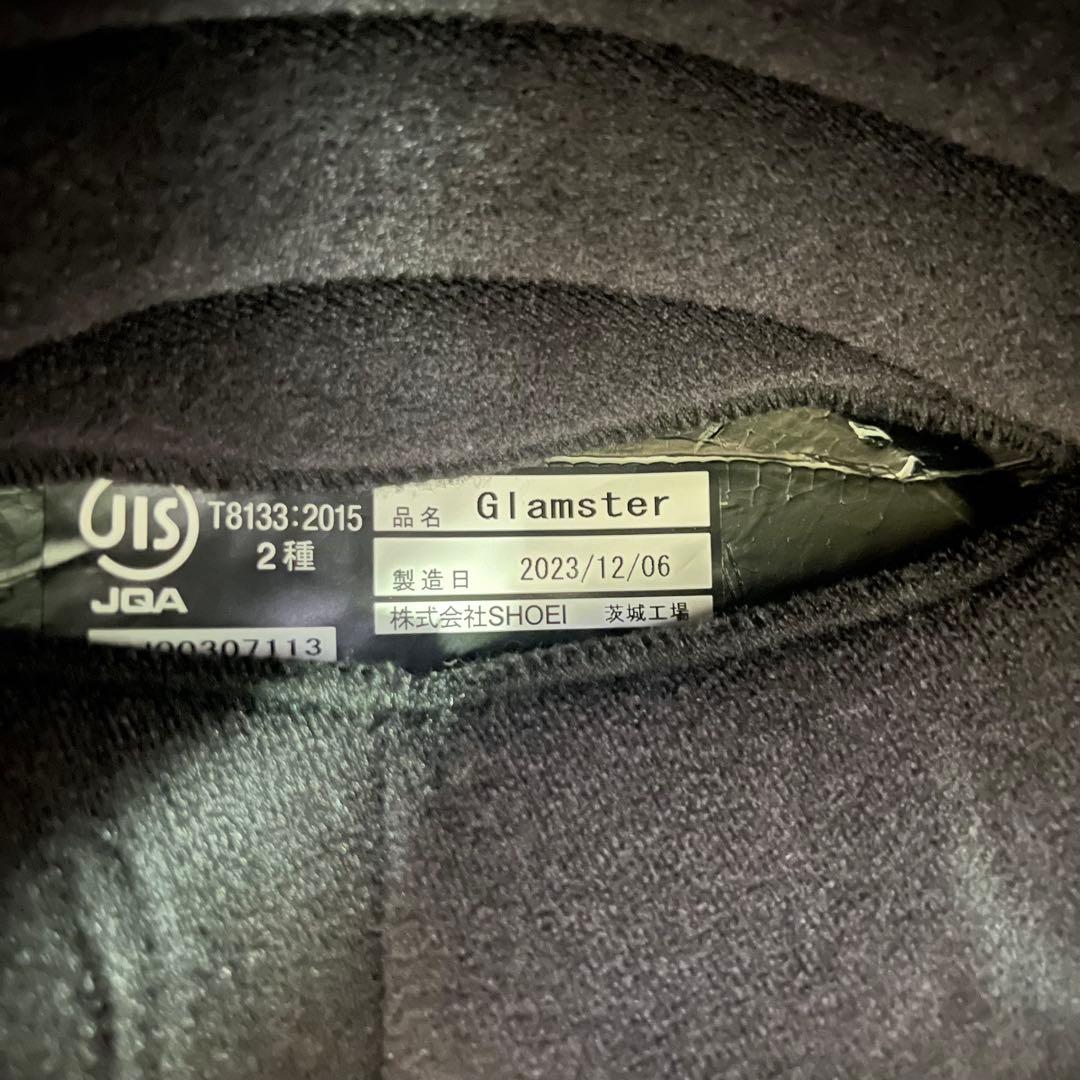 JIS T8133:2015
2種
JQA
00307113
品名 Glamster
製造日 2023/12/06
株式会社SHOEI 茨城工場